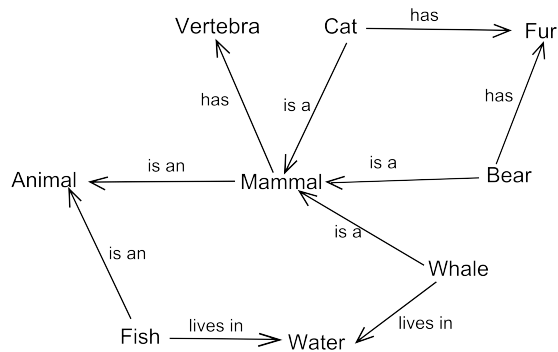 Vertebra
Cat
has
Fur
has
is a
has
is an
is a
Animal
Mammal
Bear
is a
is an
Whale
lives in
lives in
Fish
Water